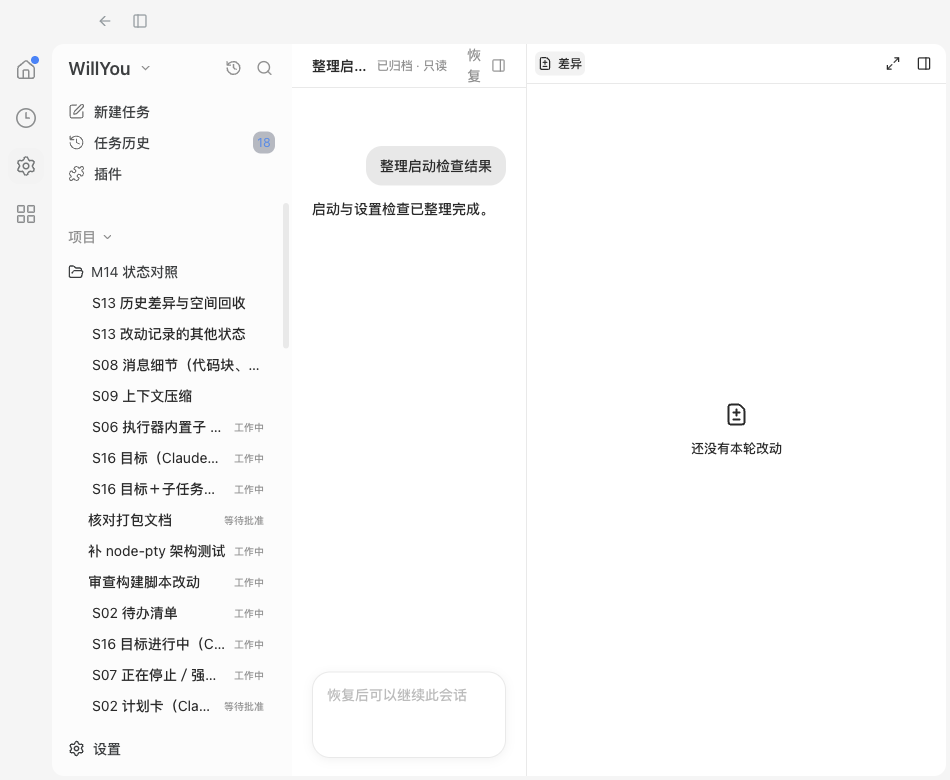 WillYou
新建任务
任务历史 18
插件
项目
M14 状态对照
S13 历史差异与空间回收
S13 改动记录的其他状态
S08 消息细节（代码块、...
S09 上下文压缩
S06 执行器内置子 ... 工作中
S16 目标（Claude... 工作中
S16 目标＋子任务... 工作中
核对打包文档 等待批准
补 node-pty 架构测试 工作中
审查构建脚本改动 工作中
S02 待办清单 工作中
S16 目标进行中（C... 工作中
S07 正在停止 / 强... 工作中
S02 计划卡（Cla... 等待批准
设置
整理启... 已归档 · 只读
恢
复
整理启动检查结果
启动与设置检查已整理完成。
恢复后可以继续此会话
差异
还没有本轮改动